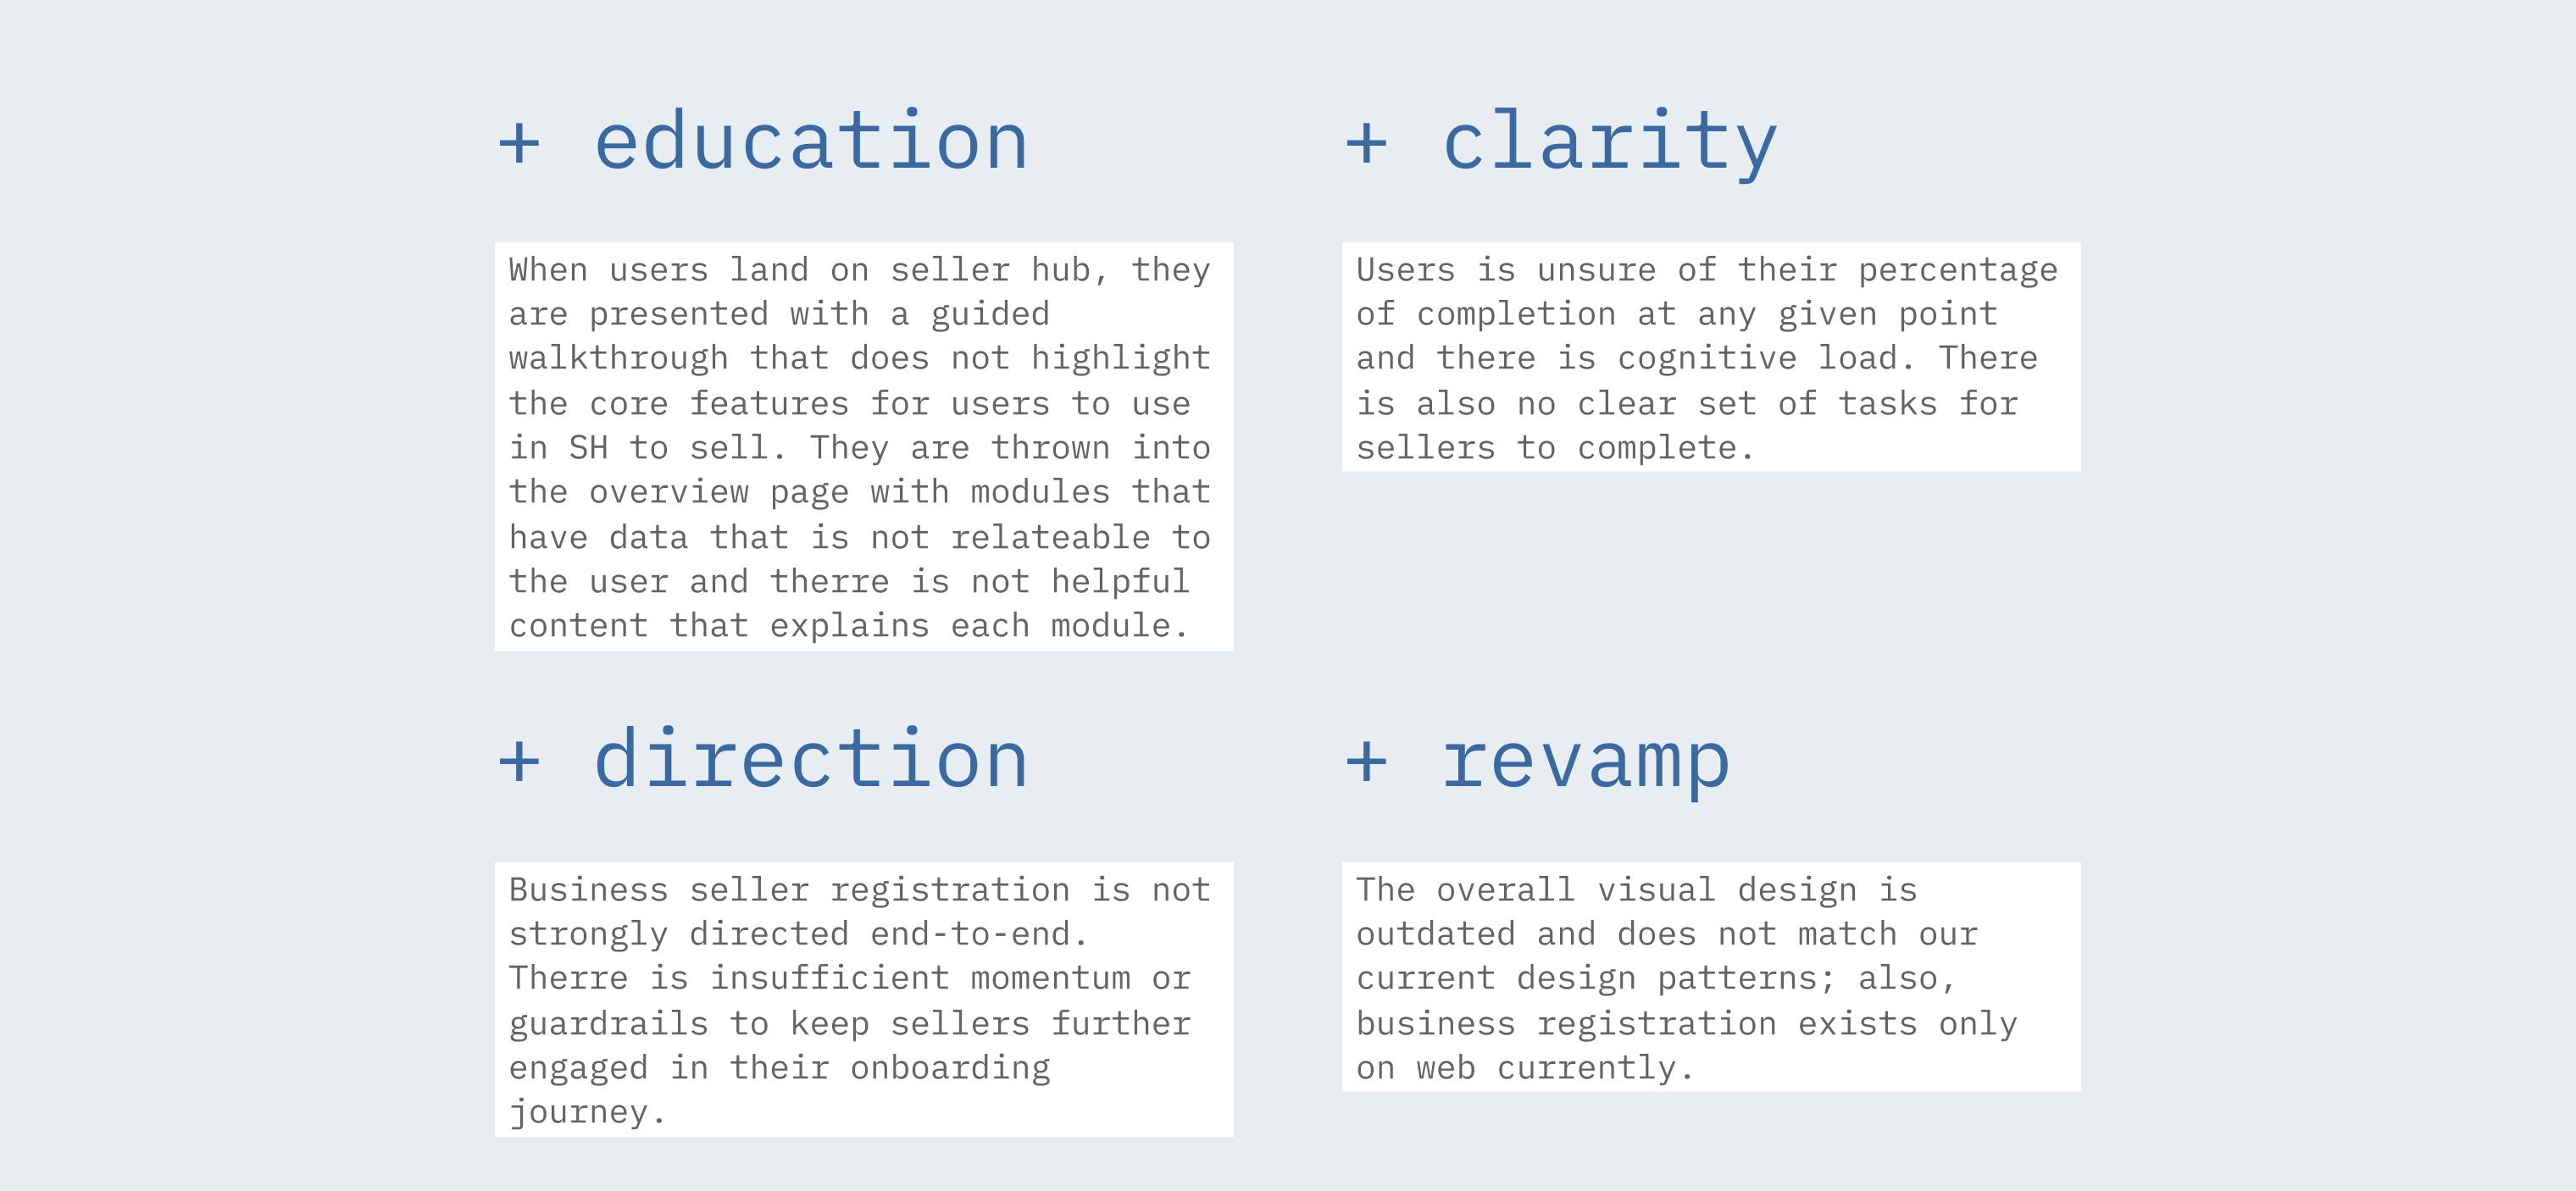 + education
When users land on seller hub, they
are presented with a guided
walkthrough that does not highlight
the core features for users to use
in SH to sell. They are thrown into
the overview page with modules that
have data that is not relateable to
the user and therre is not helpful
content that explains each module.
+ clarity
Users is unsure of their percentage
of completion at any given point
and there is cognitive load. There
is also no clear set of tasks for
sellers to complete.
+ direction
Business seller registration is not
strongly directed end-to-end.
Therre is insufficient momentum or
guardrails to keep sellers further
engaged in their onboarding
journey.
+ revamp
The overall visual design is
outdated and does not match our
current design patterns; also,
business registration exists only
on web currently.